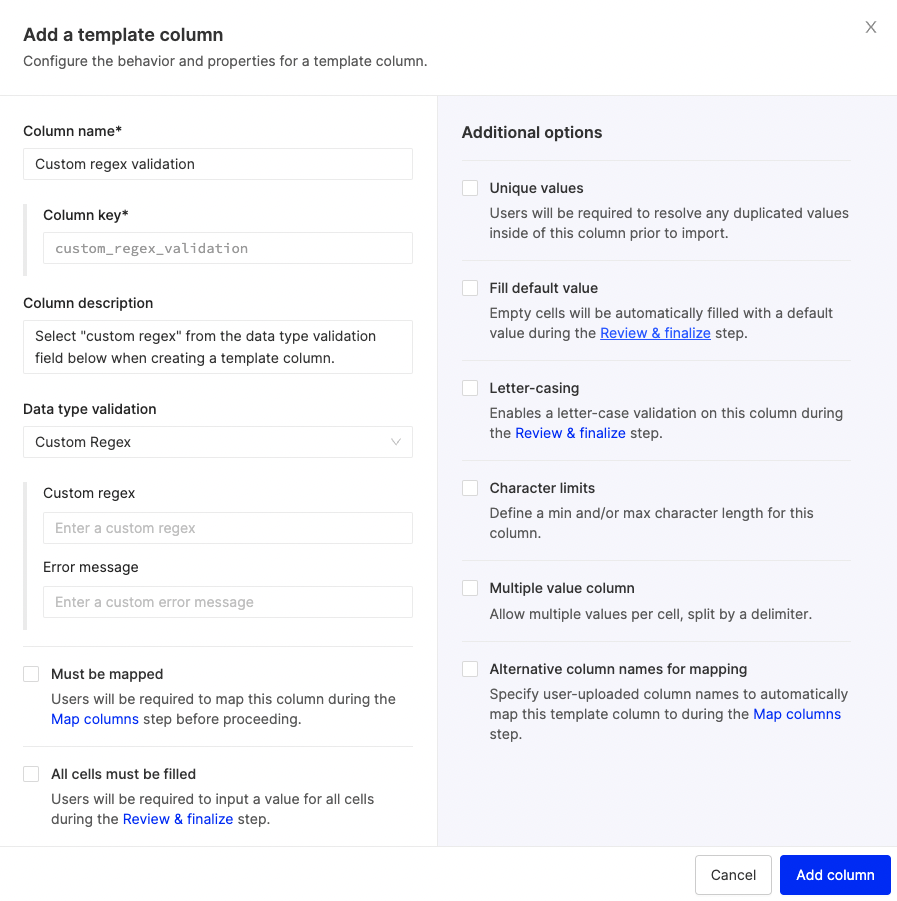 Add a template column
Configure the behavior and properties for a template column.
Column name*
Custom regex validation
Column key*
custom_regex_validation
Column description
Select "custom regex" from the data type validation
field below when creating a template column.
Data type validation
Custom Regex
Custom regex
Enter a custom regex
Error message
Enter a custom error message
Must be mapped
Users will be required to map this column during the
Map columns step before proceeding.
All cells must be filled
Users will be required to input a value for all cells
during the Review & finalize step.
Additional options
Unique values
Users will be required to resolve any duplicated values
inside of this column prior to import.
Fill default value
Empty cells will be automatically filled with a default
value during the Review & finalize step.
Letter-casing
Enables a letter-case validation on this column during
the Review & finalize step.
Character limits
Define a min and/or max character length for this
column.
Multiple value column
Allow multiple values per cell, split by a delimiter.
Alternative column names for mapping
Specify user-uploaded column names to automatically
map this template column to during the Map columns
step.
Cancel
Add column